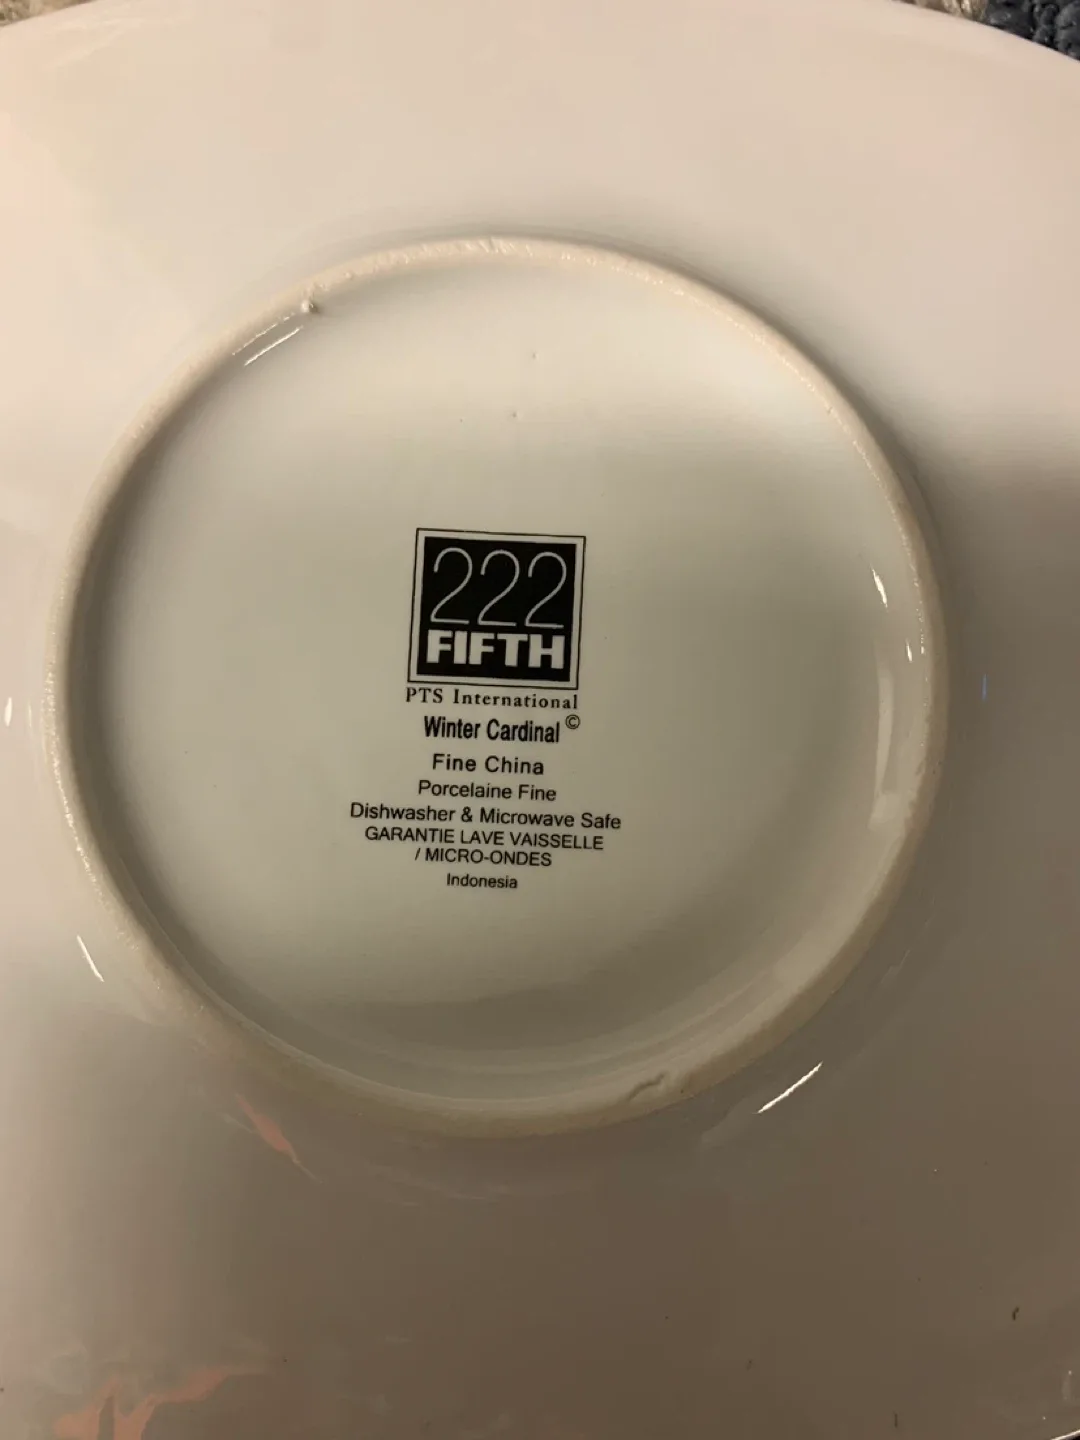 222
FIFTH
PTS International
Winter Cardinal ©
Fine China
Porcelaine Fine
Dishwasher & Microwave Safe
GARANTIE LAVE VAISSELLE
/ MICRO-ONDES
Indonesia